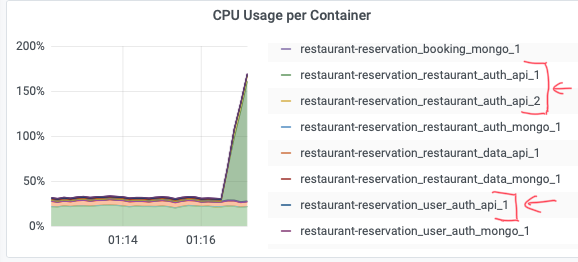 CPU Usage per Container
200%
150%
100%
50%
0%
01:14
01:16
restaurant-reservation_booking_mongo_1
restaurant-reservation_restaurant_auth_api_1
restaurant-reservation_restaurant_auth_api_2
restaurant-reservation_restaurant_auth_mongo_1
restaurant-reservation_restaurant_data_api_1
restaurant-reservation_restaurant_data_mongo_1
restaurant-reservation_user_auth_api_1
restaurant-reservation_user_auth_mongo_1